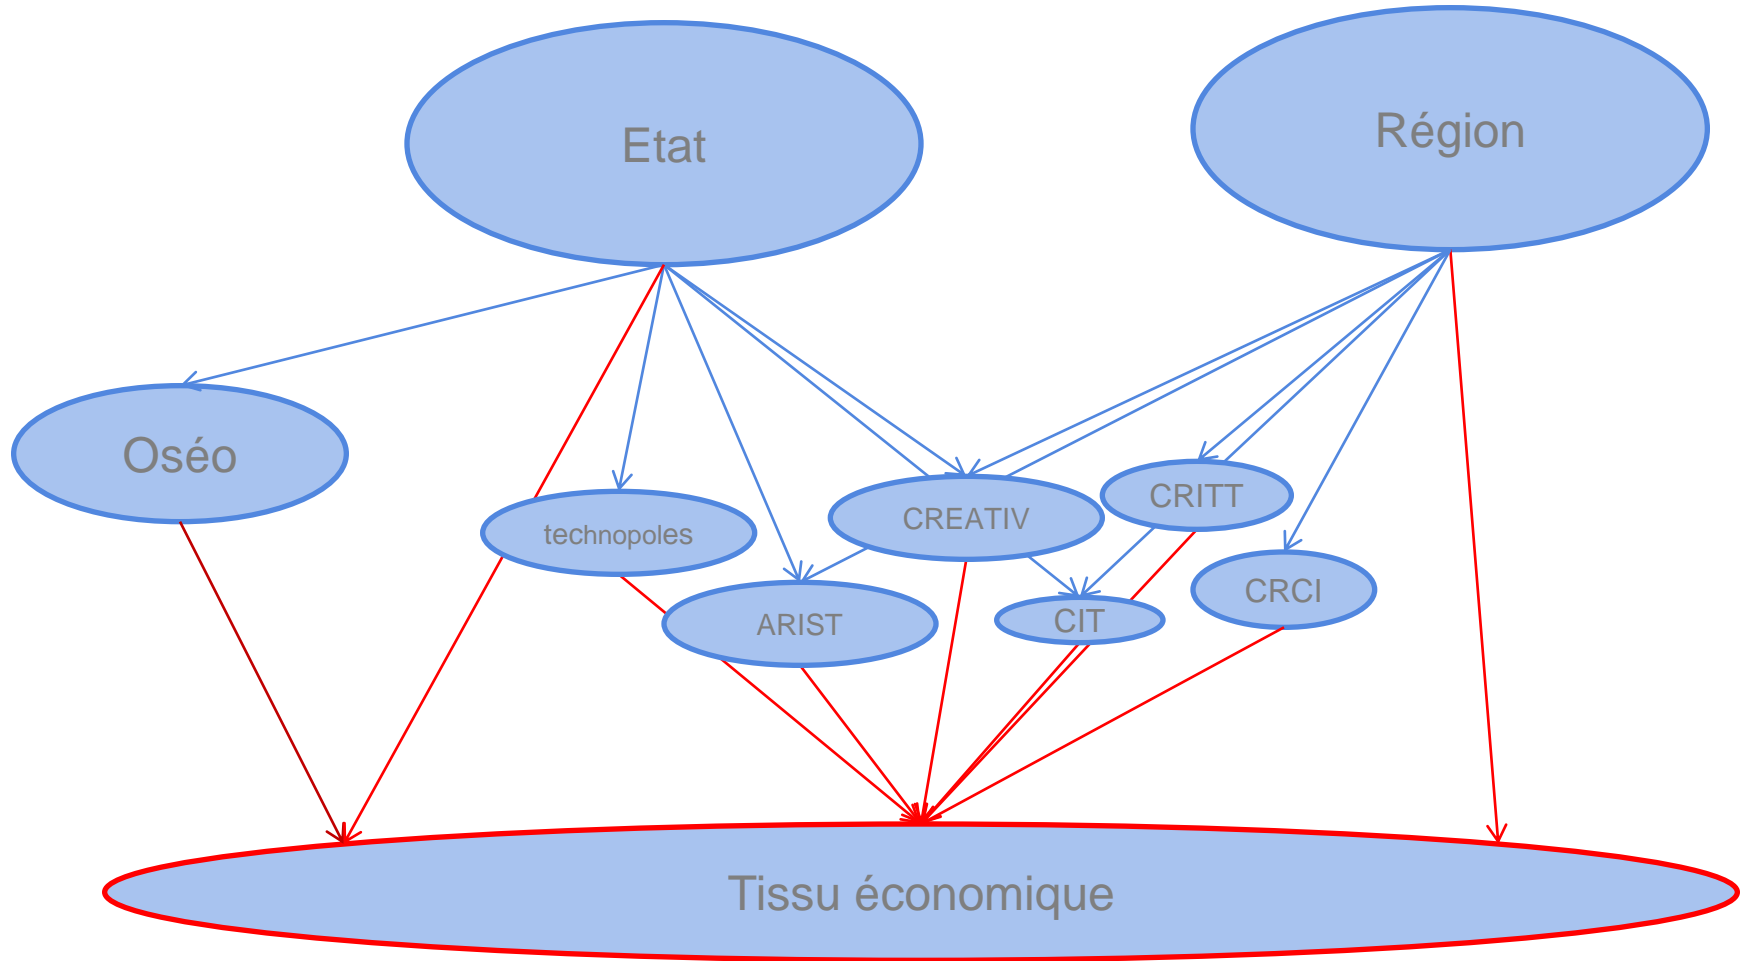 Etat
Région
Oséo
technopoles
CREATIV
CRITT
ARIST
CIT
CRCI
Tissu économique